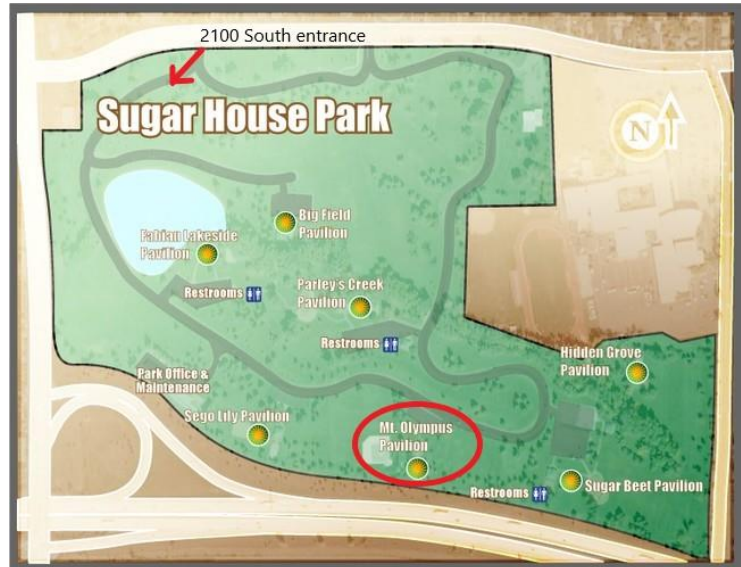 2100 South entrance
Sugar House Park
N
Big Field
Pavilion
Fabian Lakeside
Pavilion
Restrooms
Parley's Creek
Pavilion
Restrooms
Hidden Grove
Pavilion
Park Office &
Maintenance
Sego Lily Pavilion
Mt. Olympus
Pavilion
Restrooms
Sugar Beet Pavilion